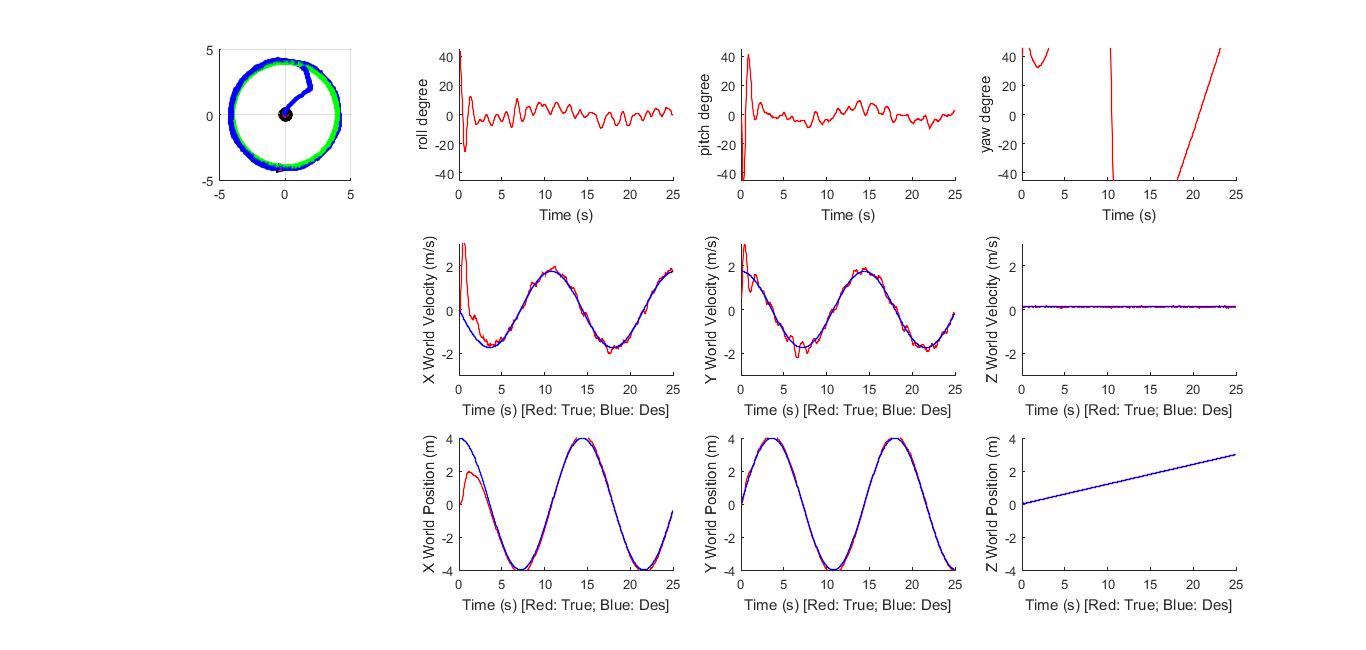 5
0
-5
-5 0 5
roll degree
40
20
0
-20
-40
0 5 10 15 20 25
Time (s)
pitch degree
40
20
0
-20
-40
0 5 10 15 20 25
Time (s)
yaw degree
40
20
0
-20
-40
0 5 10 15 20 25
Time (s)
X World Velocity (m/s)
2
0
-2
0 5 10 15 20 25
Time (s) [Red: True; Blue: Des]
Y World Velocity (m/s)
2
0
-2
0 5 10 15 20 25
Time (s) [Red: True; Blue: Des]
Z World Velocity (m/s)
2
0
-2
0 5 10 15 20 25
Time (s) [Red: True; Blue: Des]
X World Position (m)
4
2
0
-2
-4
0 5 10 15 20 25
Time (s) [Red: True; Blue: Des]
Y World Position (m)
4
2
0
-2
-4
0 5 10 15 20 25
Time (s) [Red: True; Blue: Des]
Z World Position (m)
4
2
0
-2
-4
0 5 10 15 20 25
Time (s) [Red: True; Blue: Des]